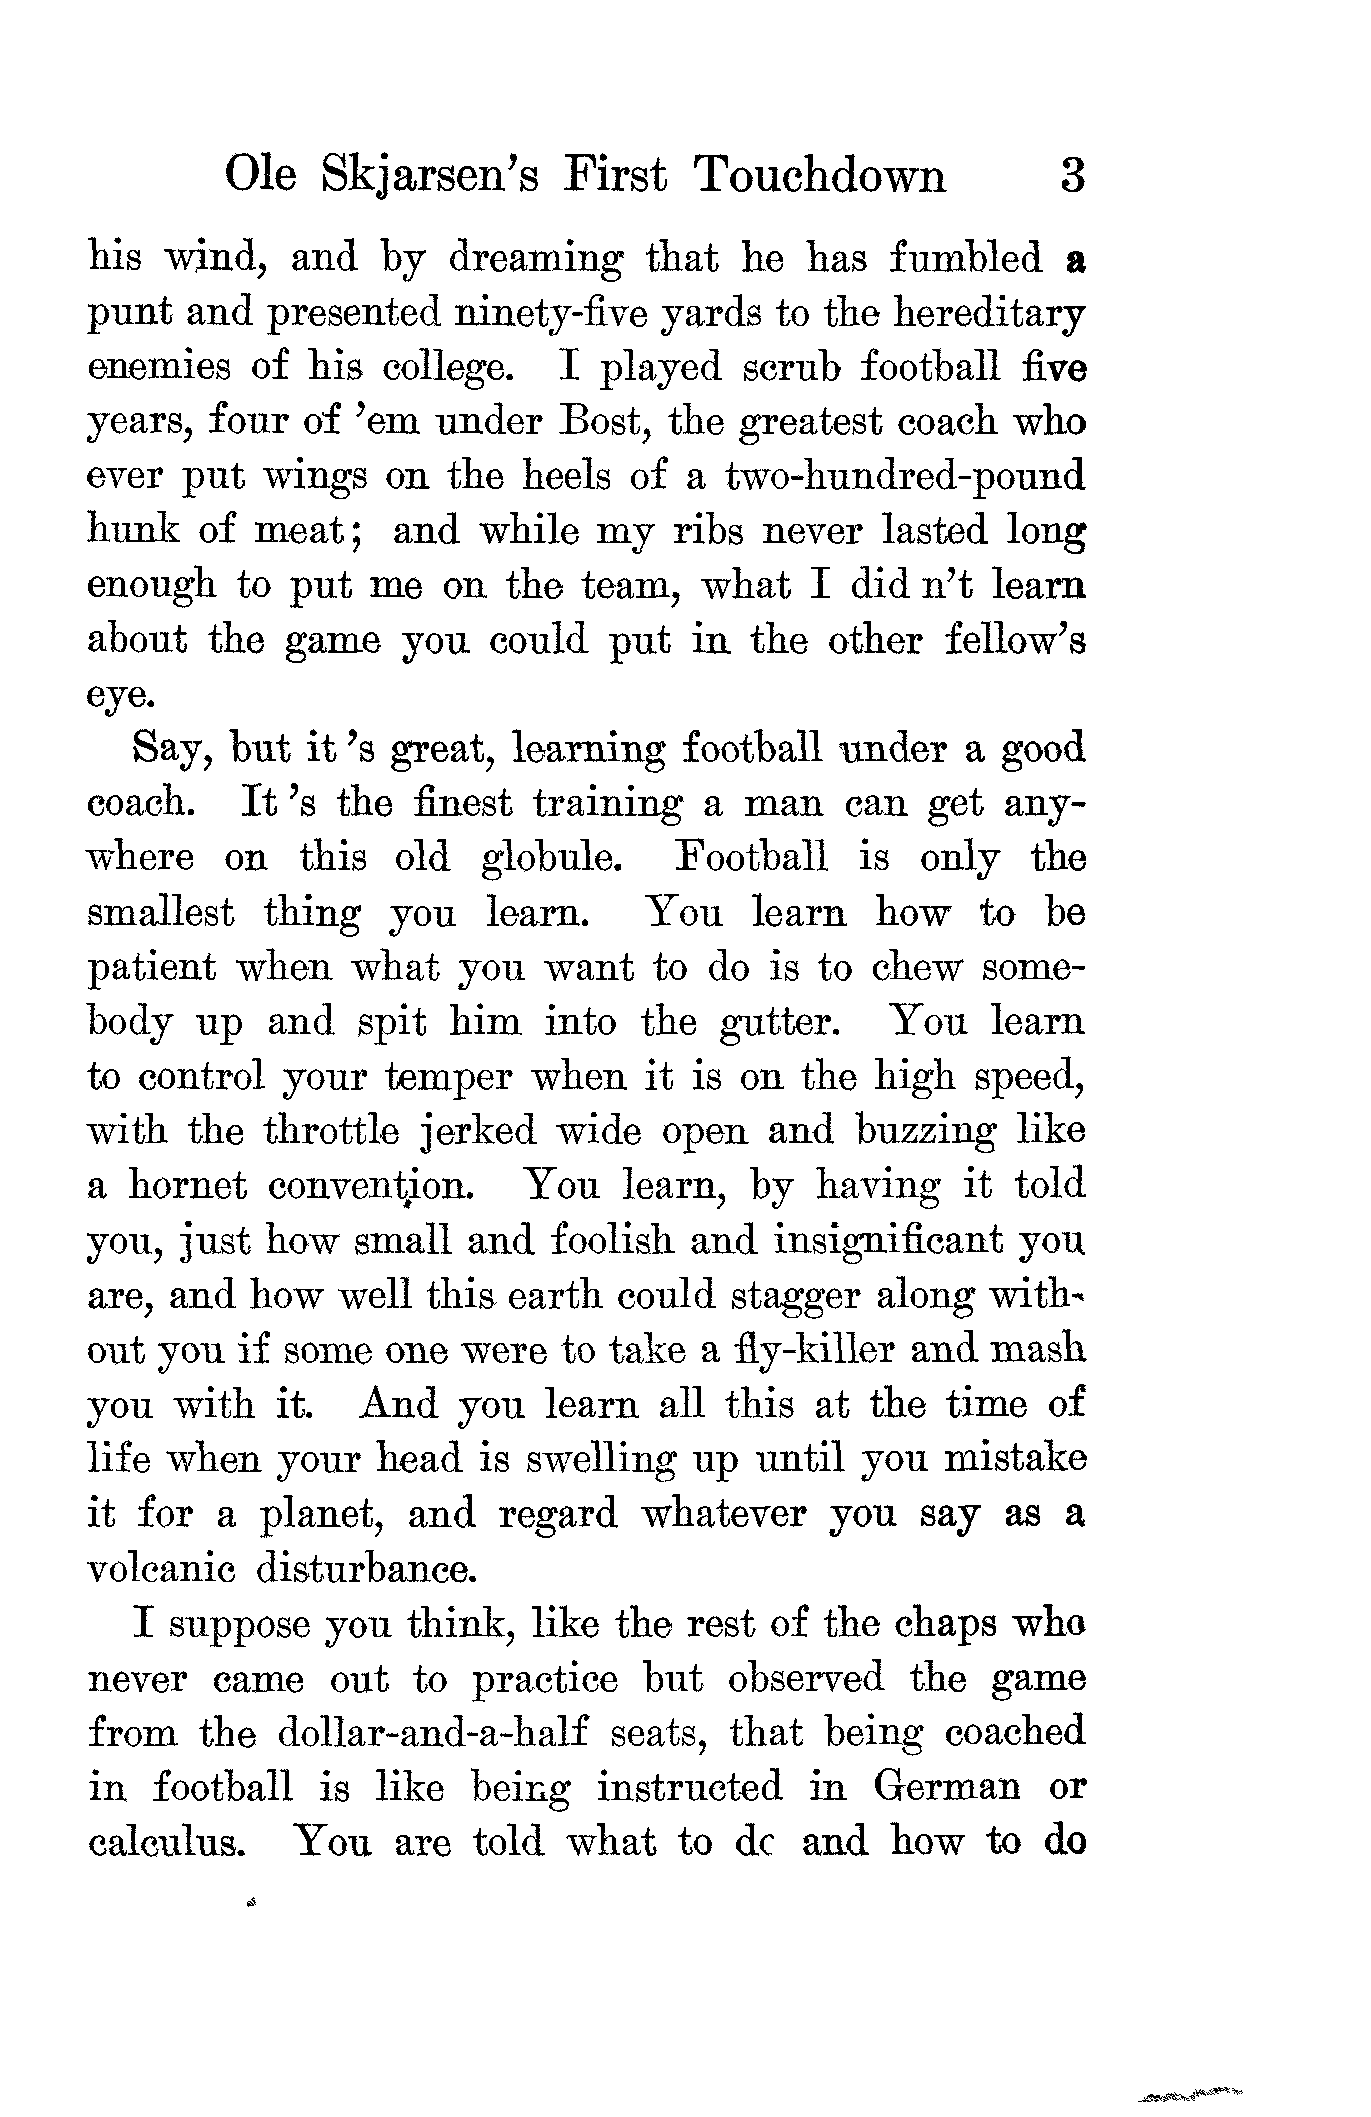 Ole Skjarsen's First Touchdown 3
his wind, and by dreaming that he has fumbled a
punt and presented ninety-five yards to the hereditary
enemies of his college. I played scrub football five
years, four of 'em under Bost, the greatest coach who
ever put wings on the heels of a two-hundred-pound
hunk of meat; and while my ribs never lasted long
enough to put me on the team, what I did n't learn
about the game you could put in the other fellow's
eye.
Say, but it 's great, learning football under a good
coach. It 's the finest training a man can get any-
where on this old globule. Football is only the
smallest thing you learn. You learn how to be
patient when what you want to do is to chew some-
body up and spit him into the gutter. You learn
to control your temper when it is on the high speed,
with the throttle jerked wide open and buzzing like
a hornet convention. You learn, by having it told
you, just how small and foolish and insignificant you
are, and how well this earth could stagger along with-
out you if some one were to take a fly-killer and mash
you with it. And you learn all this at the time of
life when your head is swelling up until you mistake
it for a planet, and regard whatever you say as a
volcanic disturbance.
I suppose you think, like the rest of the chaps who
never came out to practice but observed the game
from the dollar-and-a-half seats, that being coached
in football is like being instructed in German or
calculus. You are told what to do and how to do